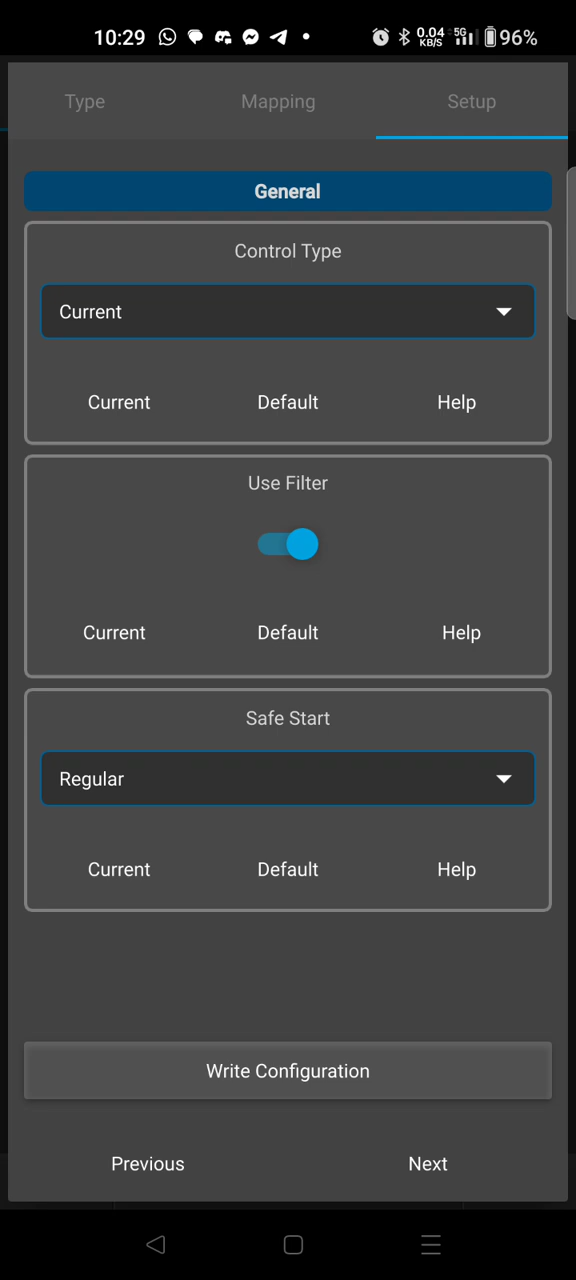 10:29 0.04 KB/S 5G 96%
Type Mapping Setup
General
Control Type
Current
Current Default Help
Use Filter
Current Default Help
Safe Start
Regular
Current Default Help
Write Configuration
Previous Next